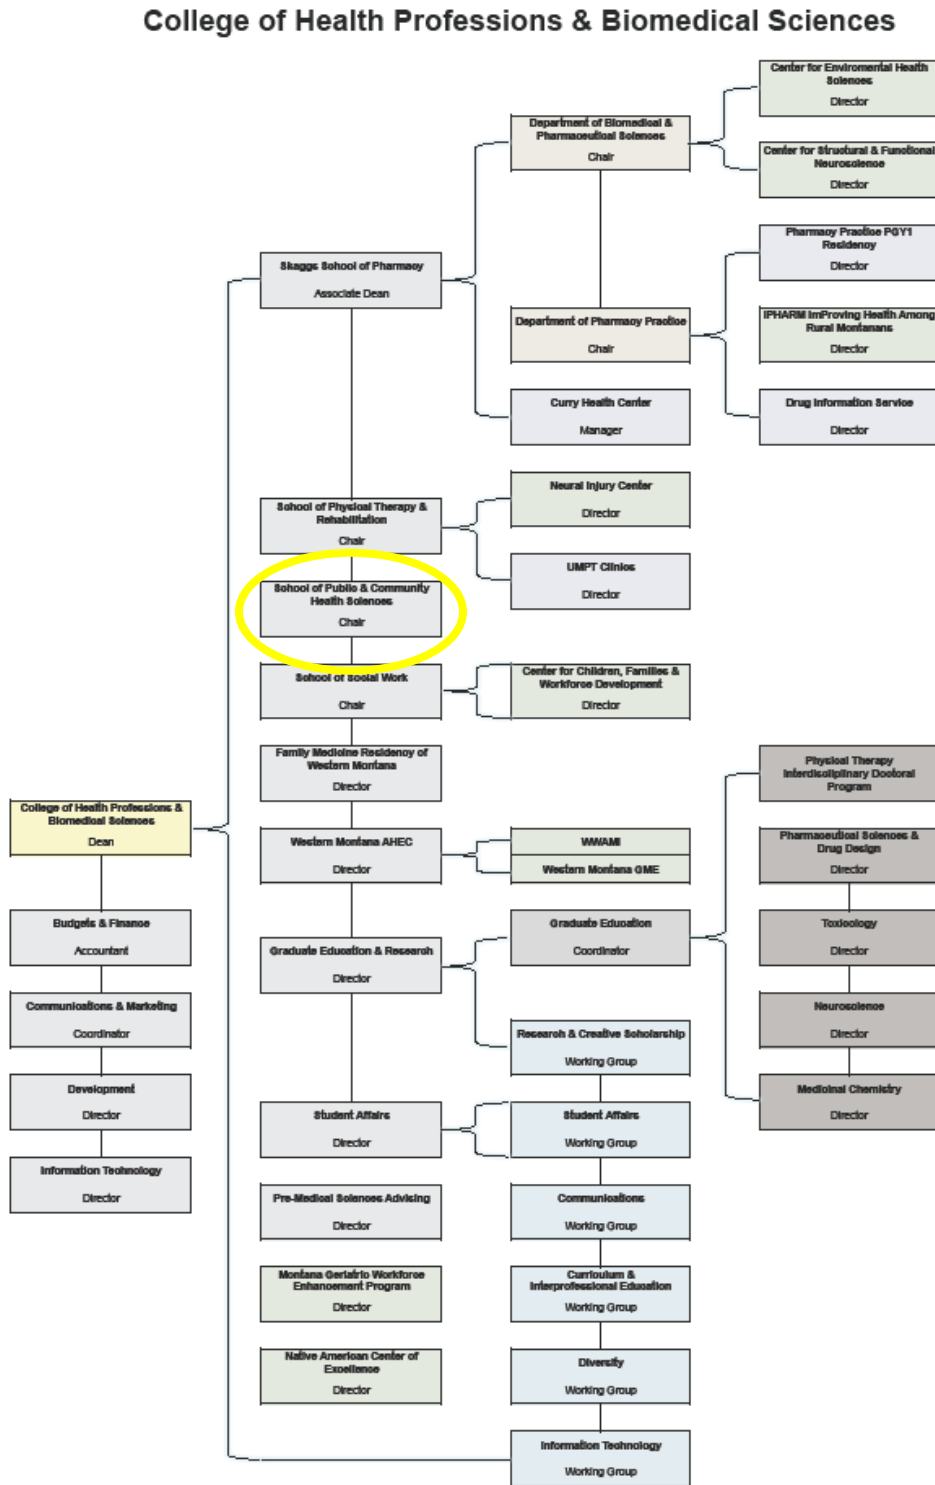 College of Health Professions & Biomedical Sciences
Center for Enviromental Health
Sciences
Director
Department of Biomedical &
Pharmaceutical Sciences
Chair
Center for Structural & Functional
Neuroscience
Director
Pharmacy Practice PGY1
Residency
Director
Skaggs School of Pharmacy
Associate Dean
Department of Pharmacy Practice
Chair
IPHARM ImProving Health Among
Rural Montanans
Director
Curry Health Center
Manager
Drug Information Service
Director
Neural Injury Center
Director
School of Physical Therapy &
Rehabilitation
Chair
UMPT Clinics
Director
School of Public & Community
Health Sciences
Chair
School of Social Work
Chair
Center for Children, Families &
Workforce Development
Director
Family Medicine Residency of
Western Montana
Director
Physical Therapy
Interdisciplinary Doctoral
Program
College of Health Professions &
Biomedical Sciences
Dean
Western Montana AHEC
Director
WWAMI
Western Montana GME
Pharmaceutical Sciences &
Drug Design
Director
Budgets & Finance
Accountant
Graduate Education & Research
Director
Graduate Education
Coordinator
Toxicology
Director
Communications & Marketing
Coordinator
Research & Creative Scholarship
Working Group
Neuroscience
Director
Development
Director
Student Affairs
Director
Student Affairs
Working Group
Medicinal Chemistry
Director
Information Technology
Director
Pre-Medical Sciences Advising
Director
Communications
Working Group
Montana Geriatric Workforce
Enhancement Program
Director
Curriculum &
Interprofessional Education
Working Group
Native American Center of
Excellence
Director
Diversity
Working Group
Information Technology
Working Group